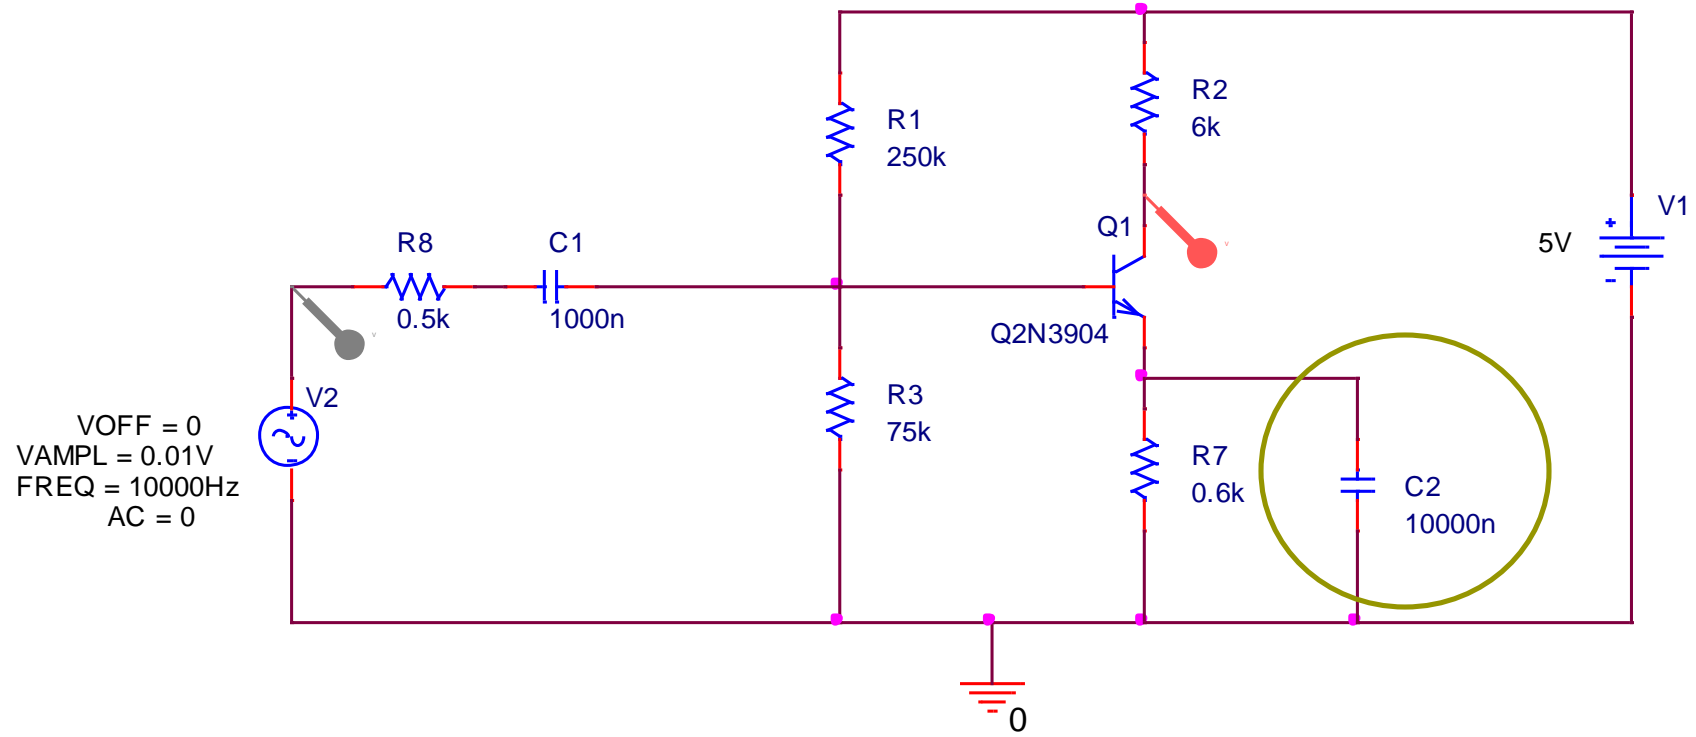 R2
6k
R1
250k
V1
5V
Q1
R8
C1
0.5k
1000n
Q2N3904
V2
R3
75k
VOFF = 0
VAMPL = 0.01V
FREQ = 10000Hz
AC = 0
R7
0.6k
C2
10000n
0